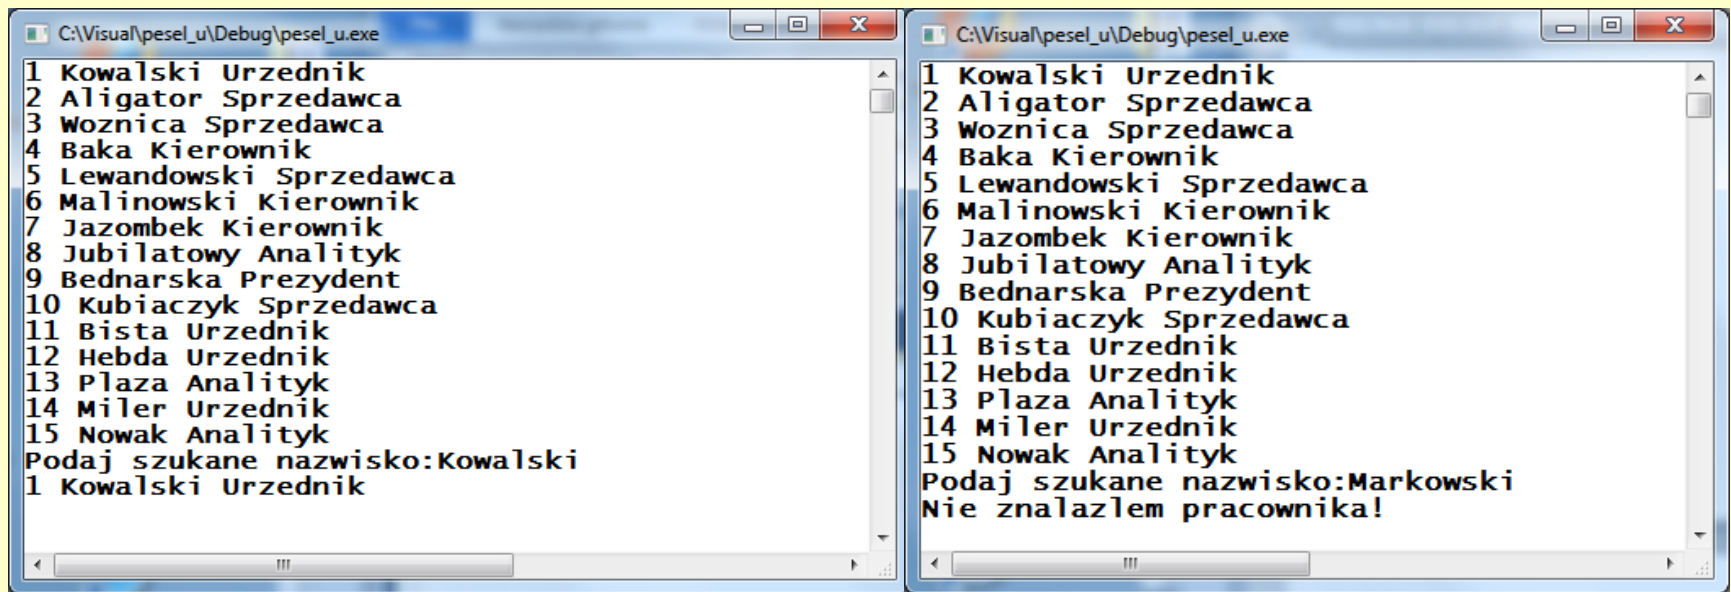 C:\Visual\pesel_u\Debug\pesel_u.exe
1 Kowalski Urzednik
2 Aligator Sprzedawca
3 Woznica Sprzedawca
4 Baka Kierownik
5 Lewandowski Sprzedawca
6 Malinowski Kierownik
7 Jazombek Kierownik
8 Jubilatowy Analityk
9 Bednarska Prezydent
10 Kubiaczyk Sprzedawca
11 Bista Urzednik
12 Hebda Urzednik
13 Plaza Analityk
14 Miler Urzednik
15 Nowak Analityk
Podaj szukane nazwisko:Kowalski
1 Kowalski Urzednik
C:\Visual\pesel_u\Debug\pesel_u.exe
1 Kowalski Urzednik
2 Aligator Sprzedawca
3 Woznica Sprzedawca
4 Baka Kierownik
5 Lewandowski Sprzedawca
6 Malinowski Kierownik
7 Jazombek Kierownik
8 Jubilatowy Analityk
9 Bednarska Prezydent
10 Kubiaczyk Sprzedawca
11 Bista Urzednik
12 Hebda Urzednik
13 Plaza Analityk
14 Miler Urzednik
15 Nowak Analityk
Podaj szukane nazwisko:Markowski
Nie znalazlem pracownika!